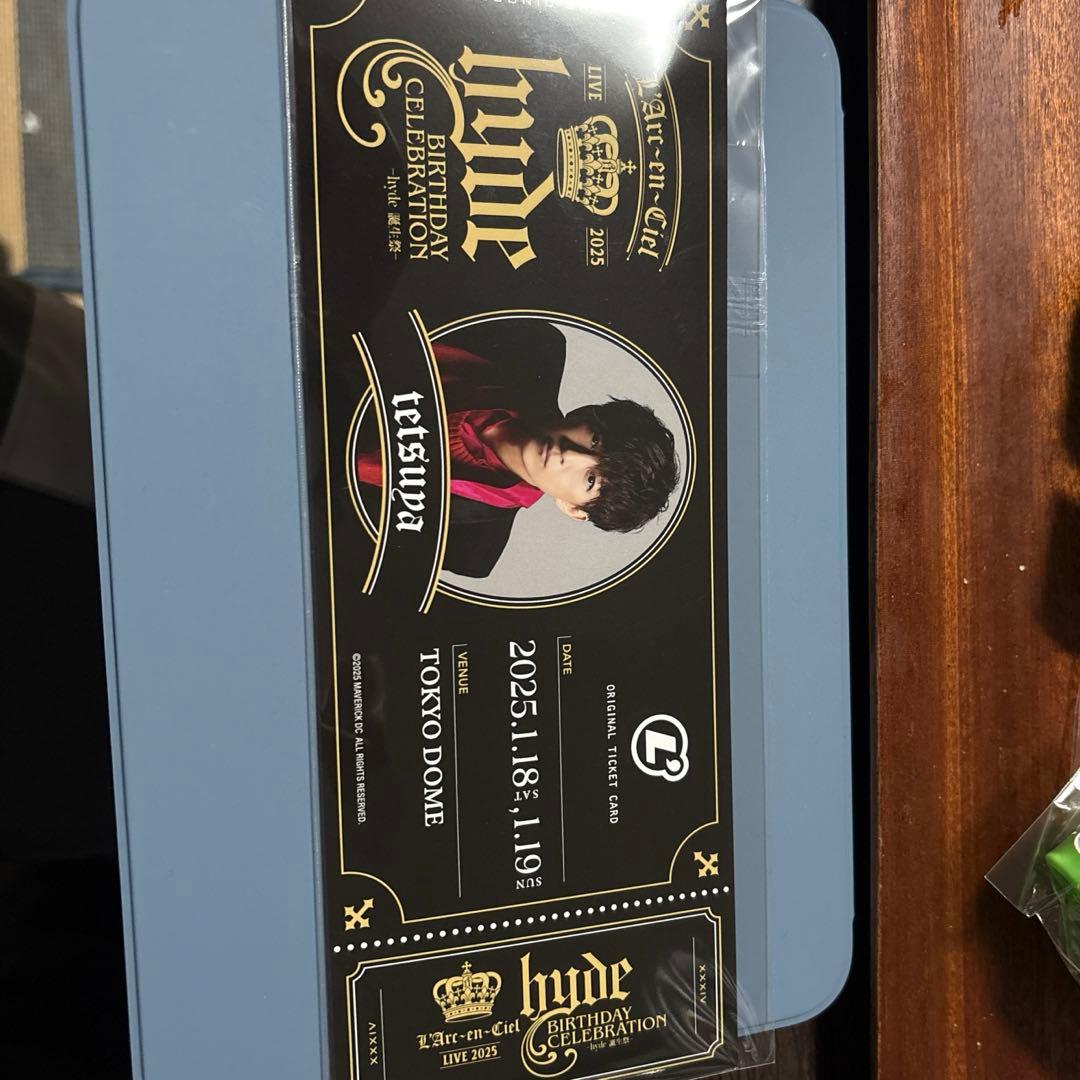 L'Arc~en~Ciel
LIVE
2025
hyde
BIRTHDAY
CELEBRATION
-hyde 誕生祭-
tetsuya
L'
ORIGINAL TICKET CARD
DATE
2025.1.18 SAT, 1.19 SUN
VENUE
TOKYO DOME
©2025 MAVERICK DC ALL RIGHTS RESERVED.
XXXIV
hyde
BIRTHDAY
CELEBRATION
-hyde 誕生祭-
L'Arc~en~Ciel
LIVE 2025
XXXIV